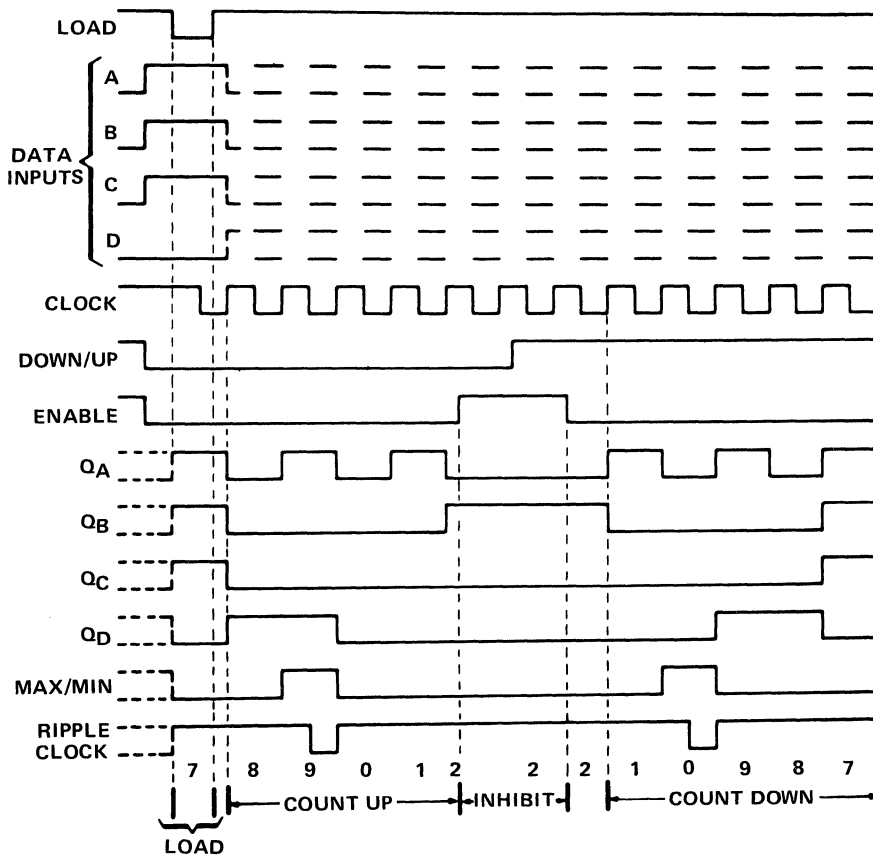 LOAD
A
B
DATA
INPUTS
C
D
CLOCK
DOWN/UP
ENABLE
QA
QB
QC
QD
MAX/MIN
RIPPLE
CLOCK
7 8 9 0 1 2 2 2 1 0 9 8 7
COUNT UP INHIBIT COUNT DOWN
LOAD